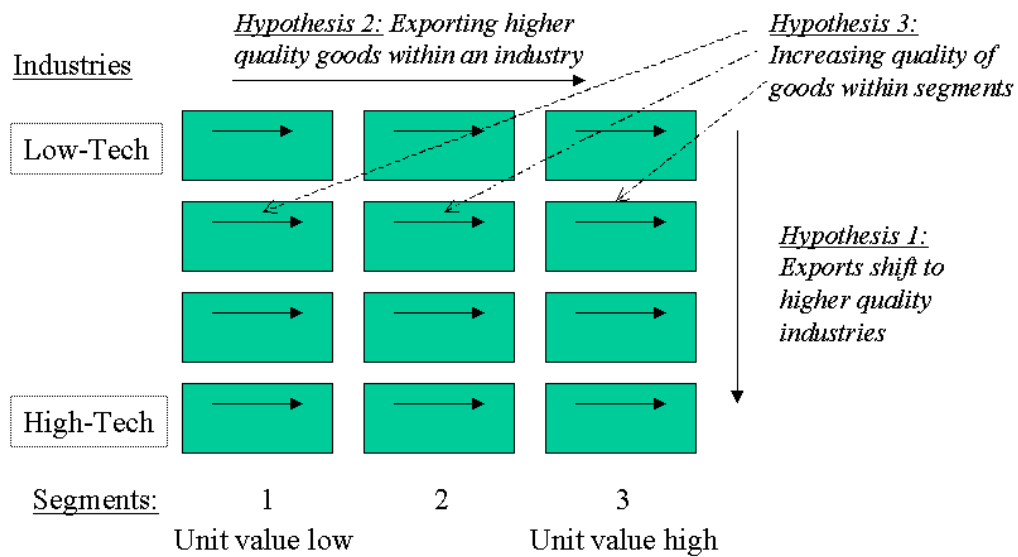 Hypothesis 2: Exporting higher
quality goods within an industry
Hypothesis 3:
Increasing quality of
goods within segments
Industries
Low-Tech
Hypothesis 1:
Exports shift to
higher quality
industries
High-Tech
Segments: 1 2 3
Unit value low Unit value high